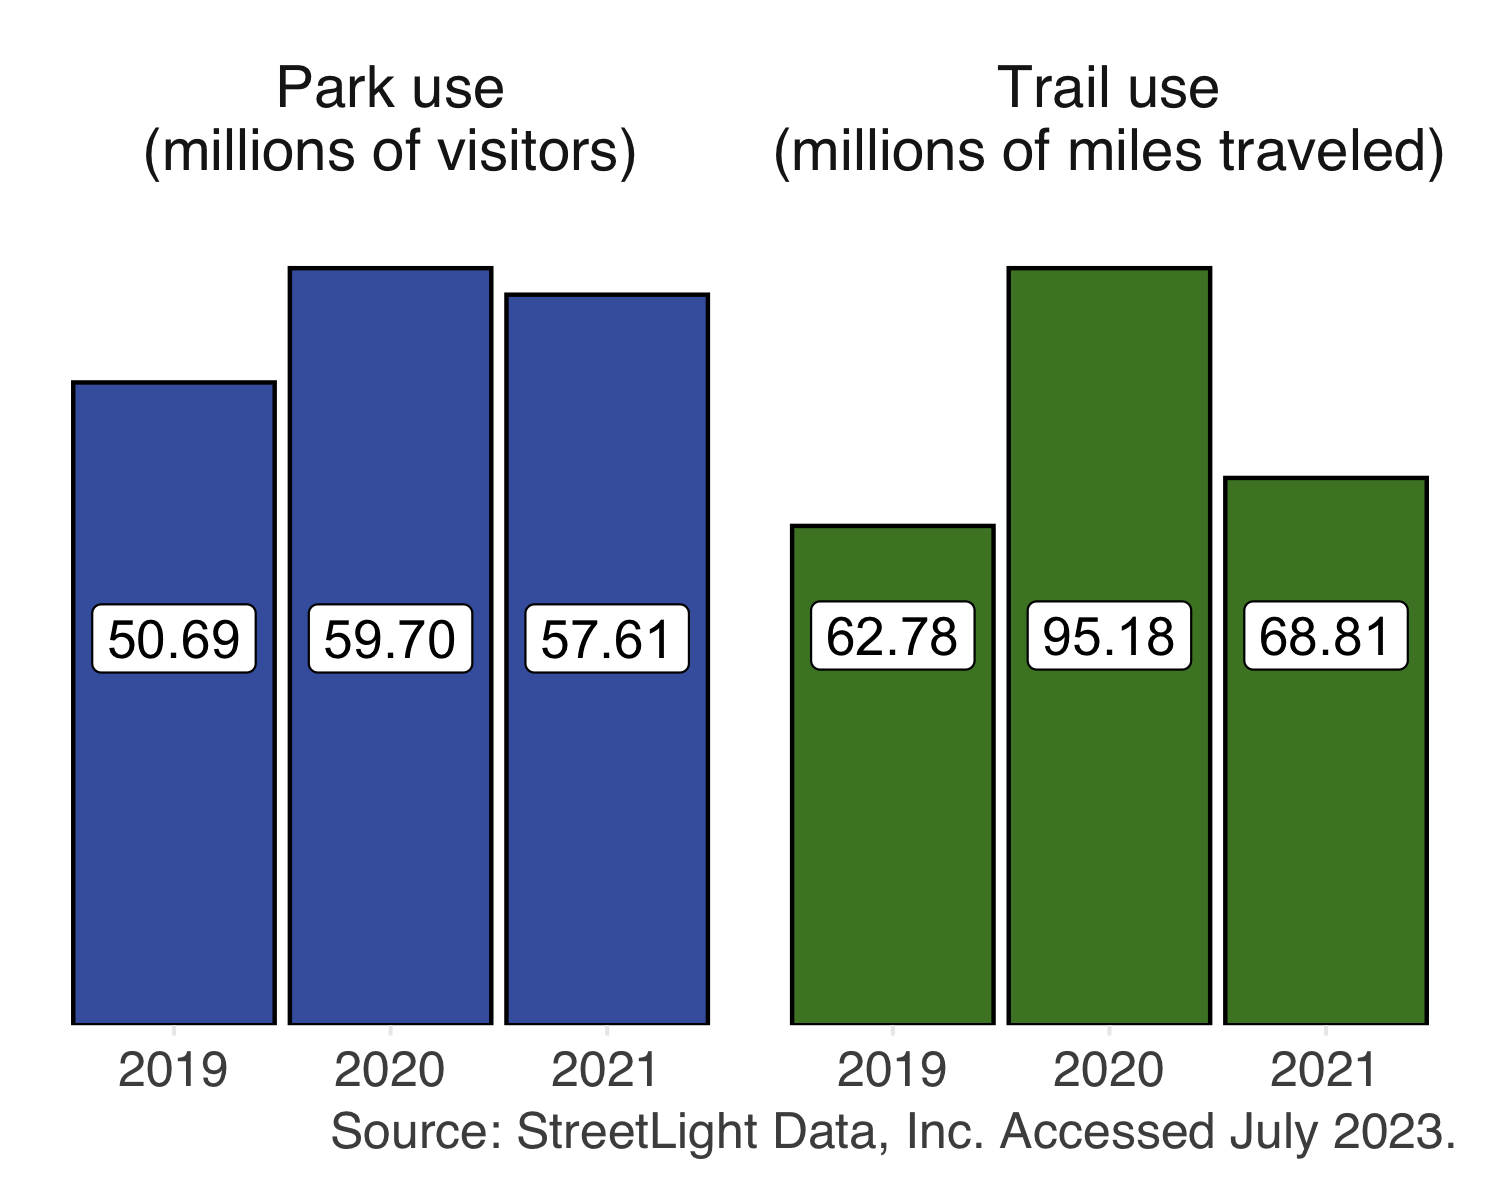 Park use
(millions of visitors)
50.69
59.70
57.61
2019
2020
2021
Trail use
(millions of miles traveled)
62.78
95.18
68.81
2019
2020
2021
Source: StreetLight Data, Inc. Accessed July 2023.